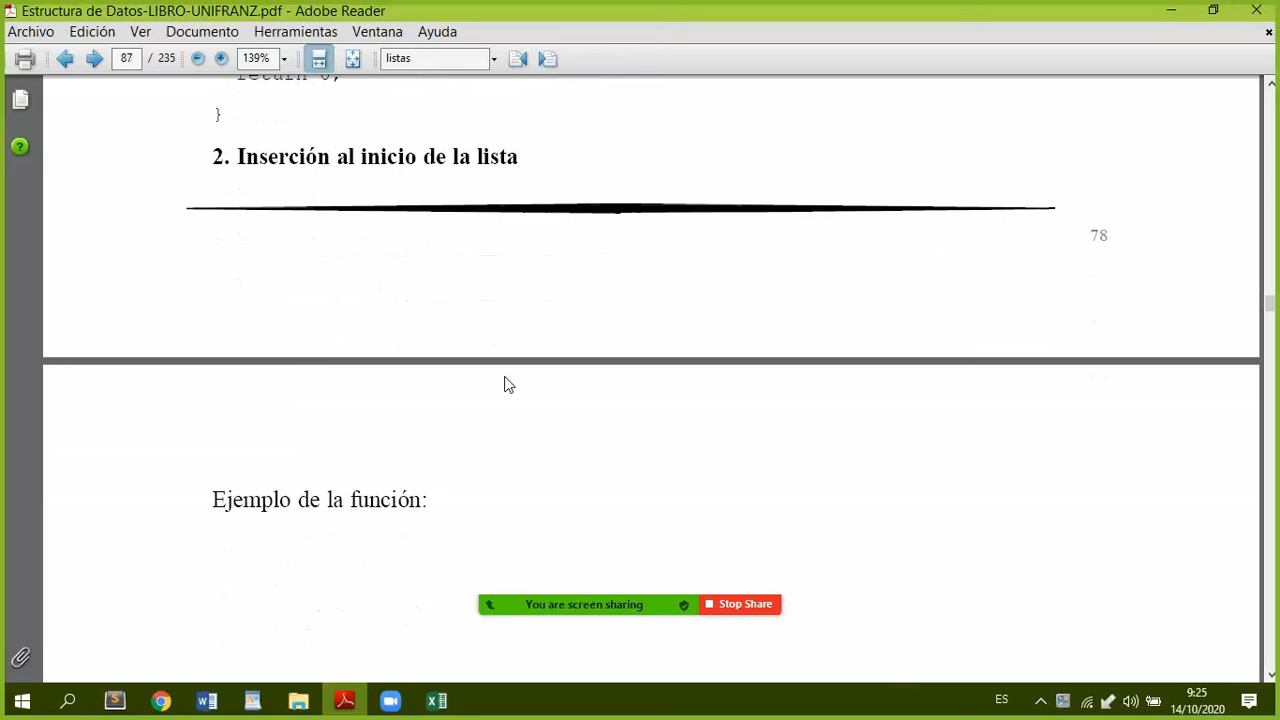 Estructura de Datos-LIBRO-UNIFRANZ.pdf - Adobe Reader
Archivo Edición Ver Documento Herramientas Ventana Ayuda
87 / 235 139% listas
return 0;
}
2. Inserción al inicio de la lista
78
Ejemplo de la función:
You are screen sharing Stop Share
ES
9:25
14/10/2020